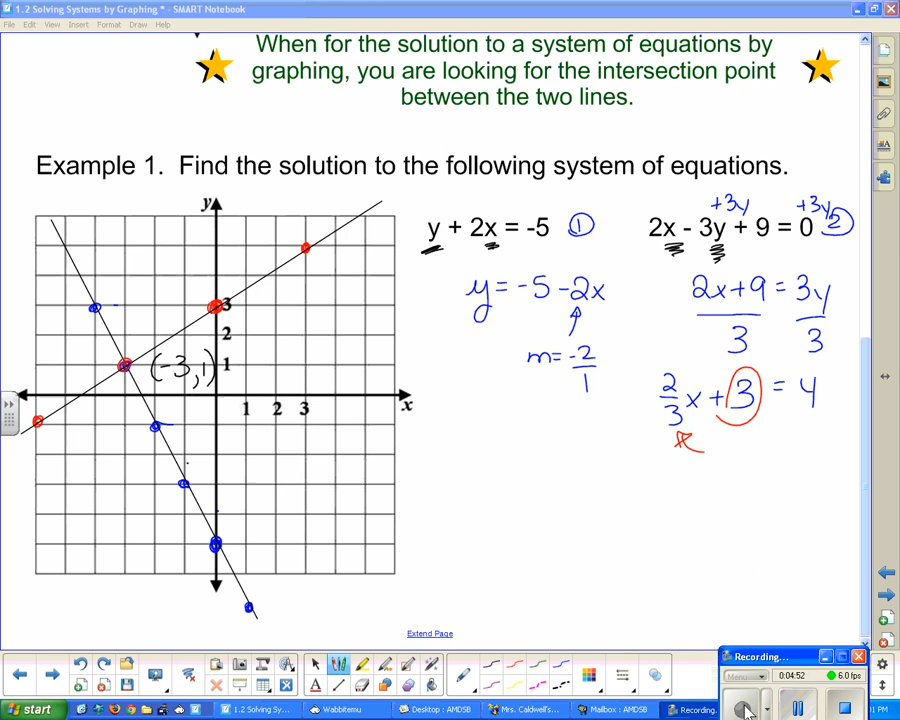 1.2 Solving Systems by Graphing * - SMART Notebook
File Edit View Insert Format Draw Help
When for the solution to a system of equations by
graphing, you are looking for the intersection point
between the two lines.
Example 1. Find the solution to the following system of equations.
y
3
2
1
(-3,1)
1 2 3
x
y + 2x = -5 ①
y = -5 - 2x
m = -2/1
+3y +3y
2x - 3y + 9 = 0 ②
2x+9 = 3y
3 3
2/3 x + 3 = y
Extend Page
Recording...
Menu
0:04:52 6.0 fps
start
1.2 Solving Sy...
Wabbitemu
Desktop : AMDSB
Mrs. Caldwell's...
Mailbox : AMDSB
Recording...
:01 PM